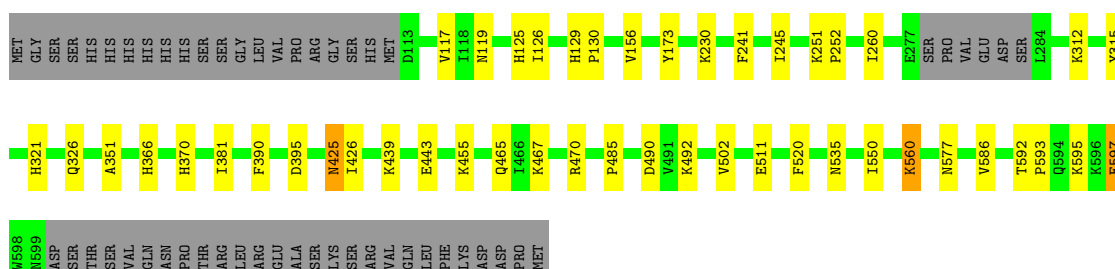 MET GLY SER SER HIS HIS HIS HIS HIS HIS SER SER GLY LEU VAL PRO ARG GLY SER HIS MET D113 V117 I118 N119 H125 I126 H129 P130 V156 Y173 K230 F241 I245 K251 P252 I260 E277 SER PRO VAL GLU ASP SER L284 K312
H321 Q326 A351 H366 H370 I381 F390 D395 N425 I426 K439 E443 K455 Q465 I466 K467 R470 P485 D490 V491 K492 V502 E511 F520 N535 I550 K560 N577 V586 T592 P593 Q594 K595 K596
W598 N599 ASP SER THR SER VAL GLN ASN PRO THR ARG LEU ARG GLU ALA SER LYS SER ARG VAL GLN LEU PHE LYS ASP ASP PRO MET